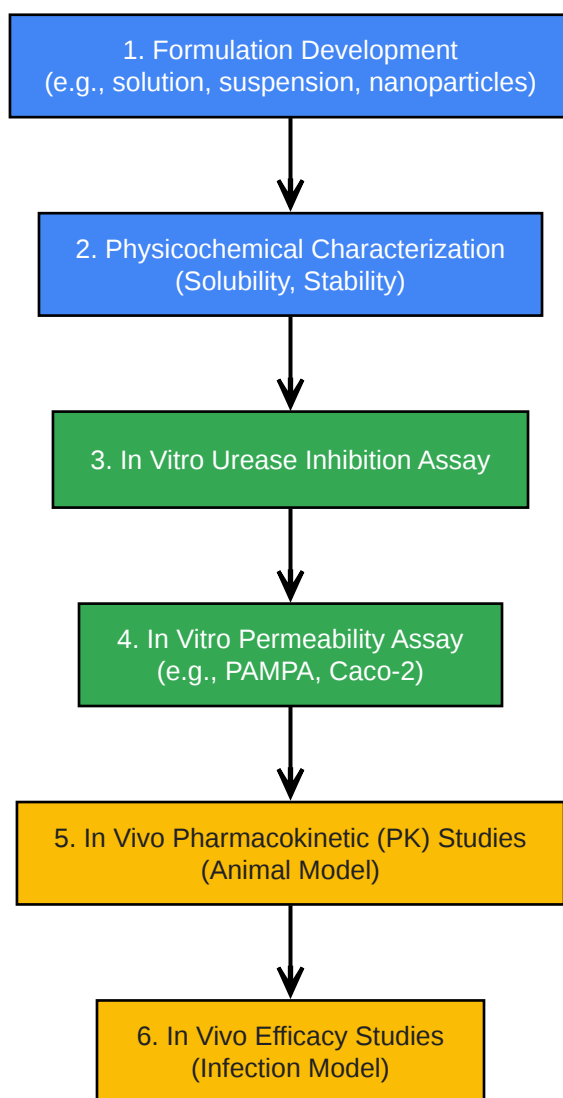 1. Formulation Development
(e.g., solution, suspension, nanoparticles)
2. Physicochemical Characterization
(Solubility, Stability)
3. In Vitro Urease Inhibition Assay
4. In Vitro Permeability Assay
(e.g., PAMPA, Caco-2)
5. In Vivo Pharmacokinetic (PK) Studies
(Animal Model)
6. In Vivo Efficacy Studies
(Infection Model)